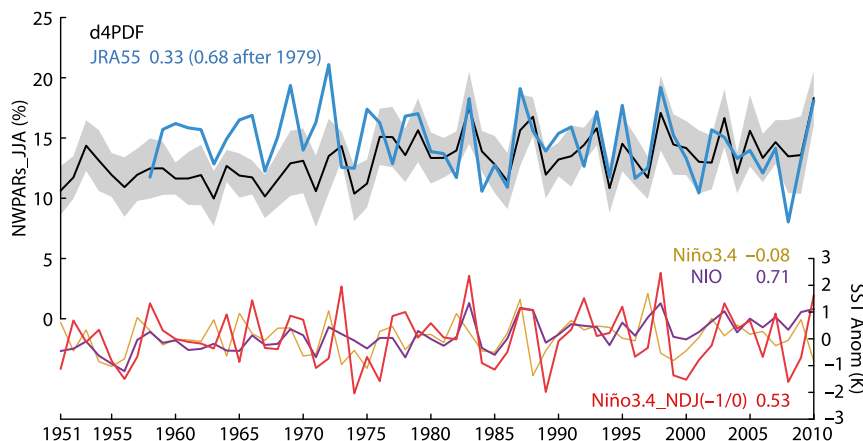 25
20
15
10
5
0
NWPARs_JJA (%)
d4PDF
JRA55 0.33 (0.68 after 1979)
Niño3.4 −0.08
NIO 0.71
Niño3.4_NDJ(−1/0) 0.53
3
2
1
0
−1
−2
−3
SST Anom (K)
1951 1955 1960 1965 1970 1975 1980 1985 1990 1995 2000 2005 2010